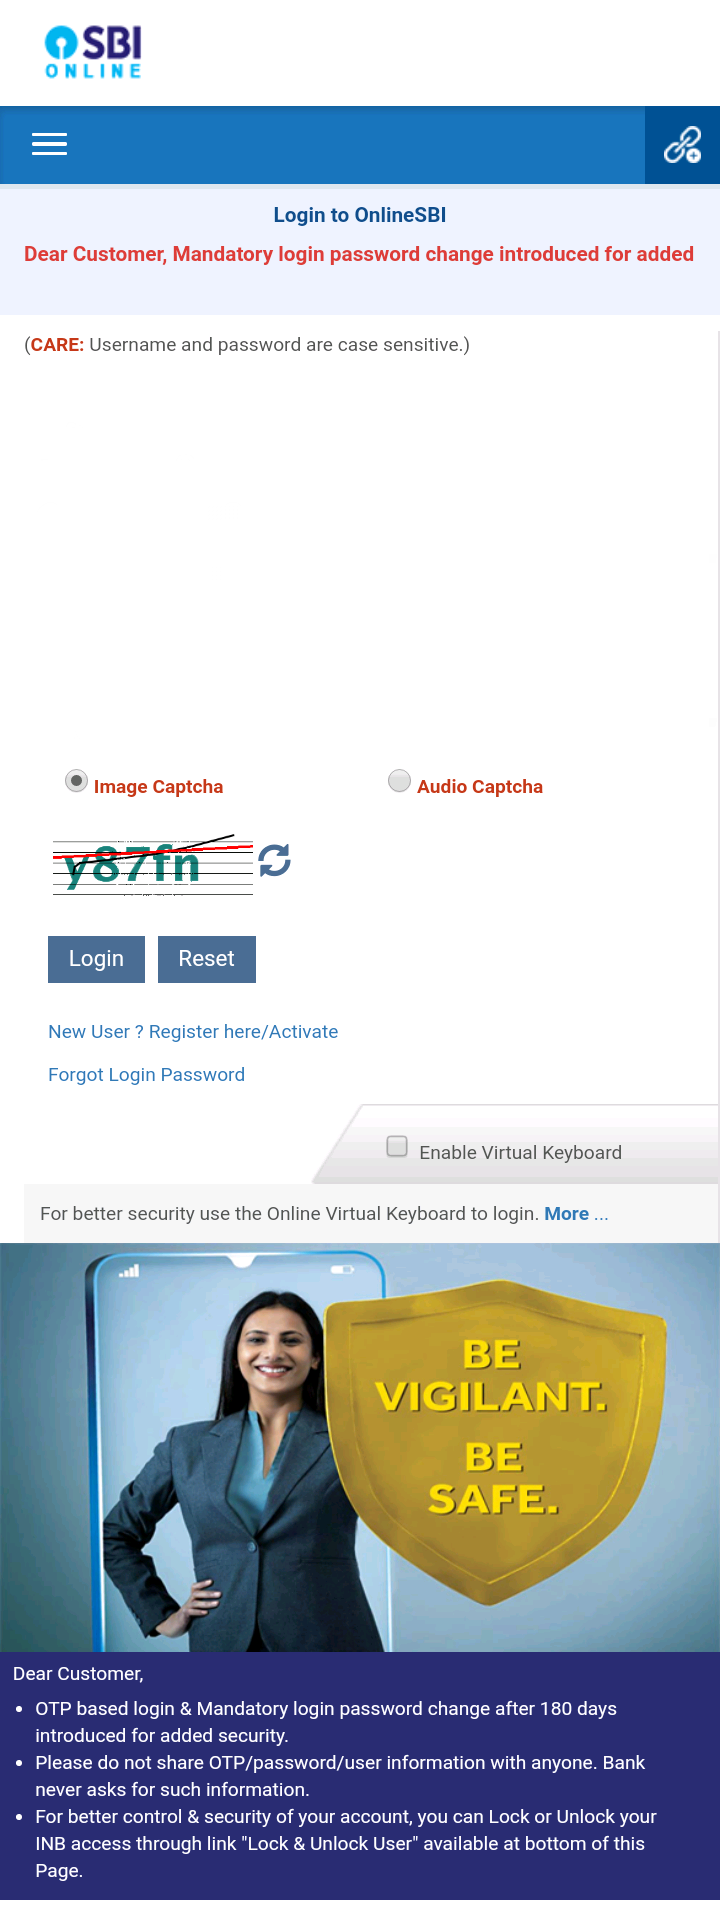 SBI
ONLINE
Login to OnlineSBI
Dear Customer, Mandatory login password change introduced for added
(CARE: Username and password are case sensitive.)
Image Captcha
Audio Captcha
y87fn
Login
Reset
New User ? Register here/Activate
Forgot Login Password
Enable Virtual Keyboard
For better security use the Online Virtual Keyboard to login. More ...
BE
VIGILANT.
BE
SAFE.
Dear Customer,
• OTP based login & Mandatory login password change after 180 days
introduced for added security.
• Please do not share OTP/password/user information with anyone. Bank
never asks for such information.
• For better control & security of your account, you can Lock or Unlock your
INB access through link "Lock & Unlock User" available at bottom of this
Page.